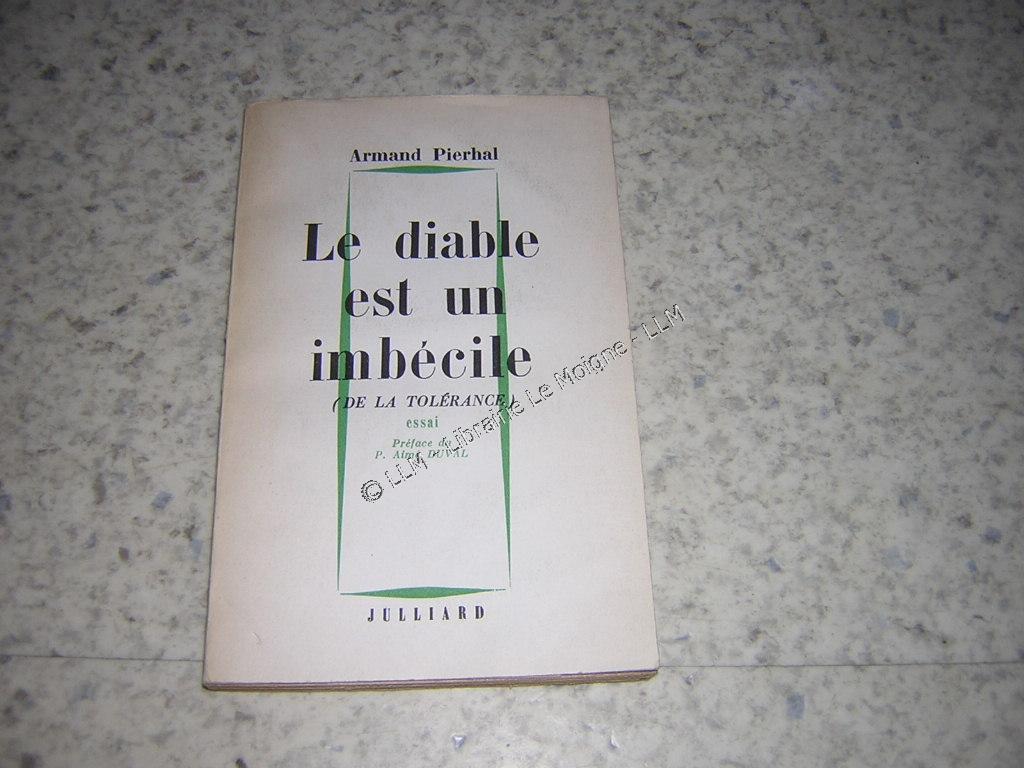 Armand Pierhal
Le diable
est un
imbécile
(DE LA TOLÉRANCE)
essai
Préface du
P. Aimé DUVAL
© LLM - Librairie Le Moigne - LLM
JULLIARD